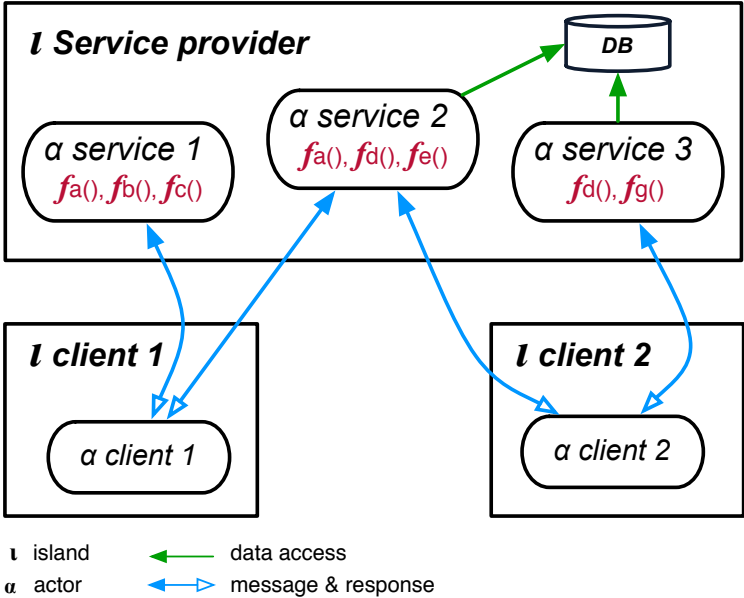 ι Service provider
DB
α service 1
fa(), fb(), fc()
α service 2
fa(), fd(), fe()
α service 3
fd(), fg()
ι client 1
α client 1
ι client 2
α client 2
ι island
data access
α actor
message & response